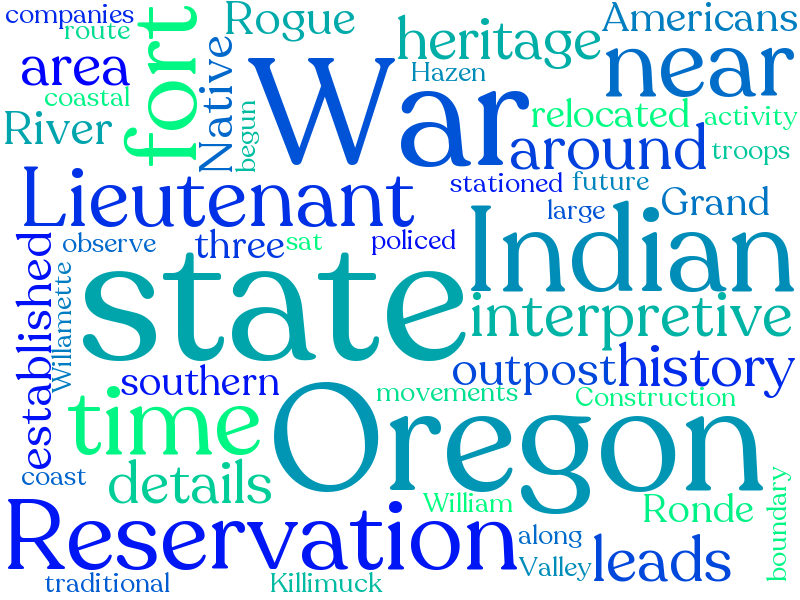 companies
route
Rogue
Americans
heritage
near
area
fort
Native
War
Hazen
coastal
begun
relocated
activity
River
around
troops
Lieutenant
stationed
future
large
Grand
observe
three
sat
policed
Indian
established
Willamette
state
interpretive
southern
outpost
history
time
movements
Construction
Oregon
coast
details
William
Ronde
boundary
Reservation
along
Valley
leads
traditional
Killimuck